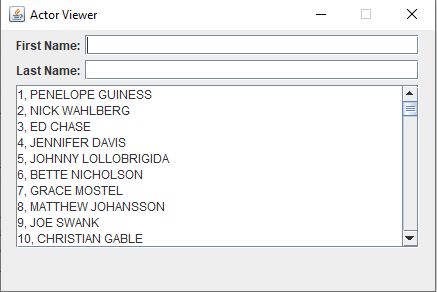 Actor Viewer
First Name:
Last Name:
1, PENELOPE GUINESS
2, NICK WAHLBERG
3, ED CHASE
4, JENNIFER DAVIS
5, JOHNNY LOLLOBRIGIDA
6, BETTE NICHOLSON
7, GRACE MOSTEL
8, MATTHEW JOHANSSON
9, JOE SWANK
10, CHRISTIAN GABLE